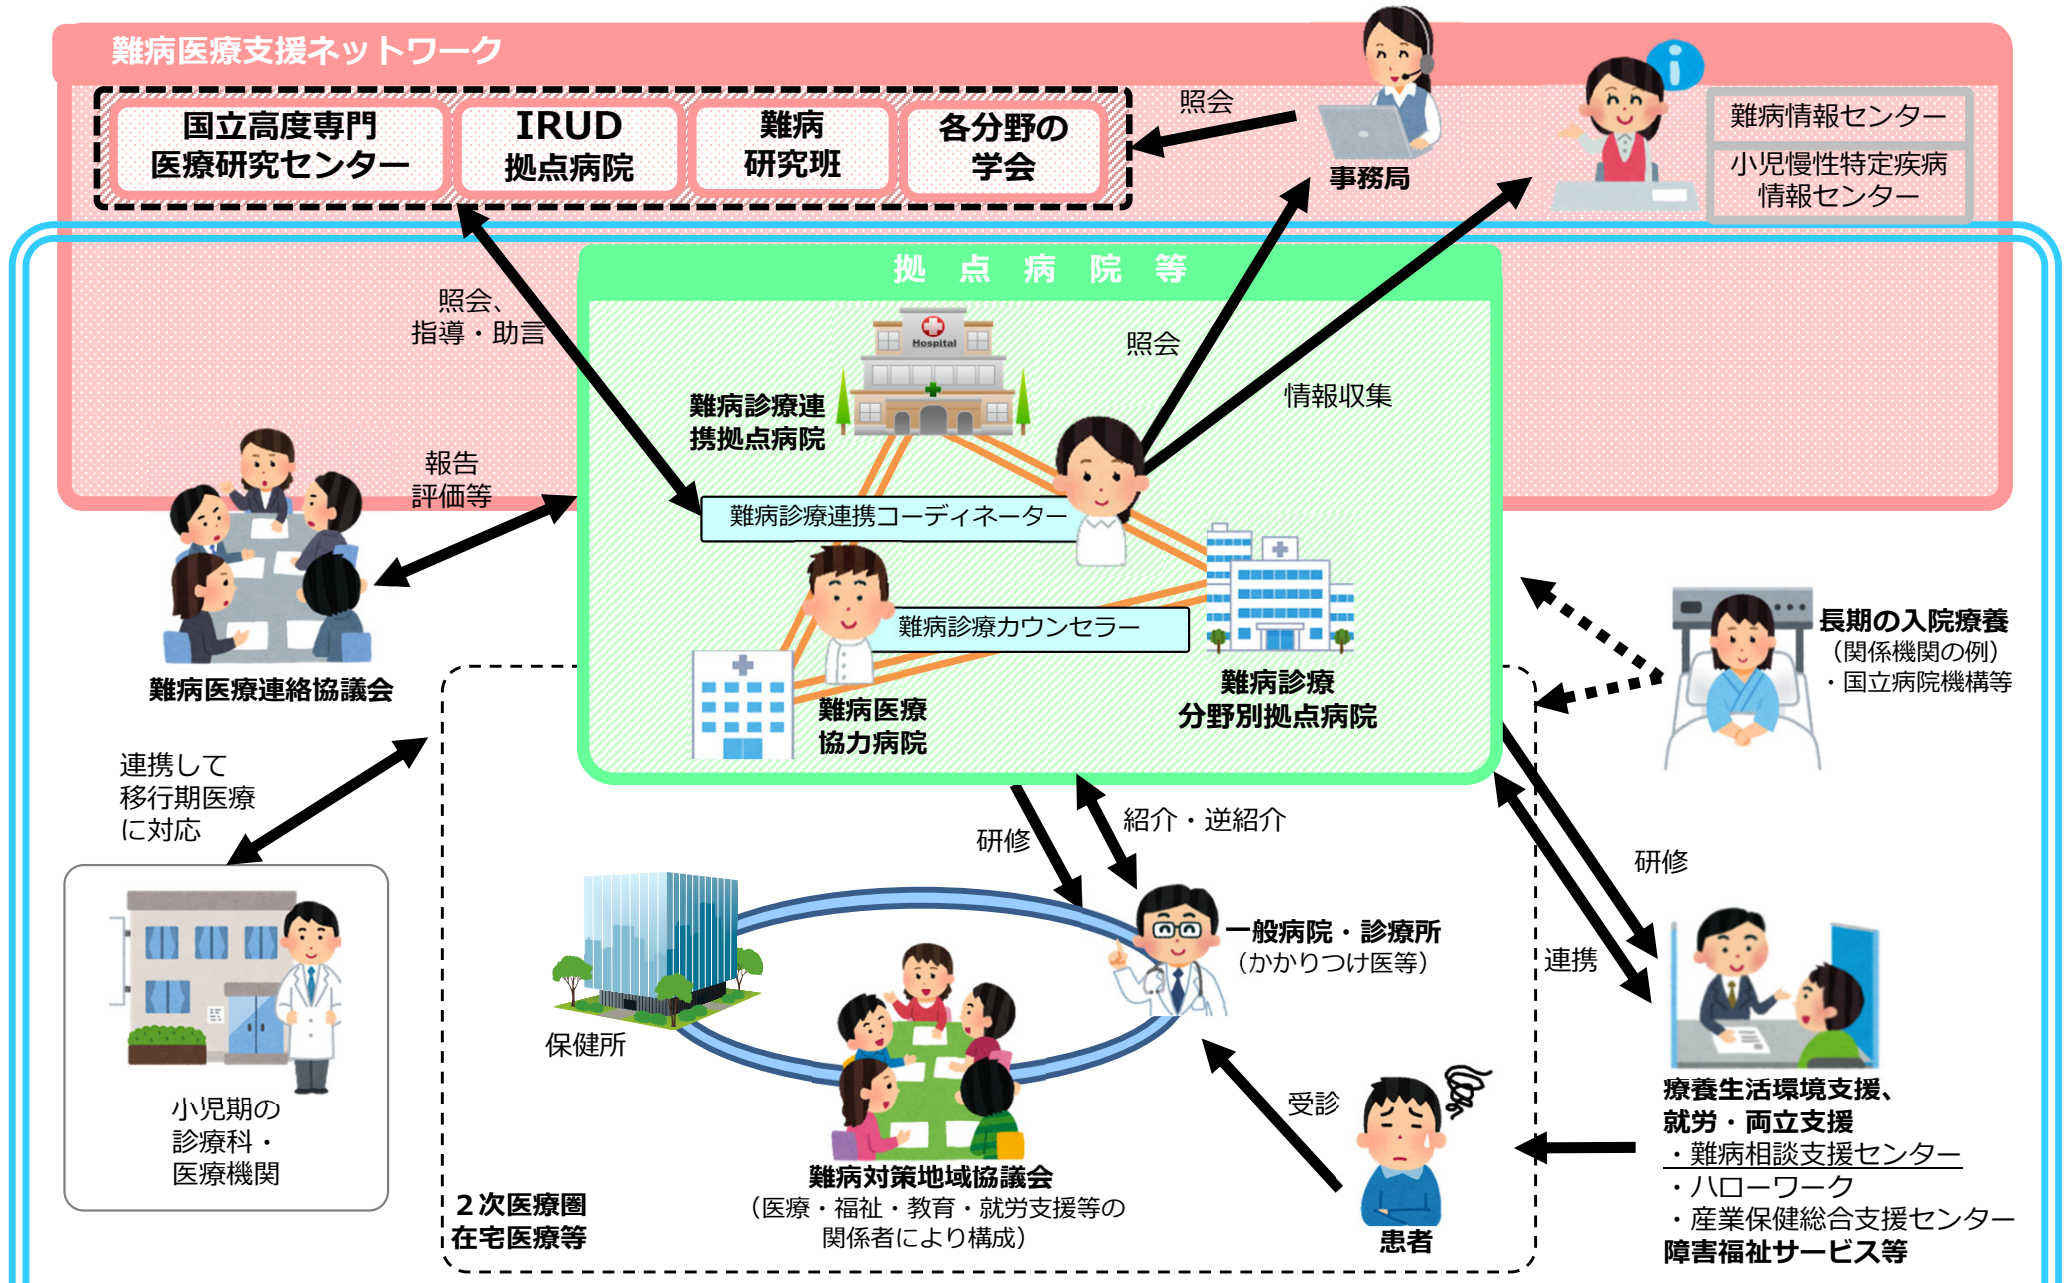 難病医療支援ネットワーク
国立高度専門
医療研究センター
IRUD
拠点病院
難病
研究班
各分野の
学会
照会
事務局
難病情報センター
小児慢性特定疾病
情報センター
拠点病院等
照会、
指導・助言
Hospital
難病診療連
携拠点病院
照会
情報収集
報告
評価等
難病診療連携コーディネーター
難病診療カウンセラー
難病医療連絡協議会
難病医療
協力病院
難病診療
分野別拠点病院
長期の入院療養
（関係機関の例）
・国立病院機構等
連携して
移行期医療
に対応
研修
紹介・逆紹介
研修
連携
一般病院・診療所
（かかりつけ医等）
保健所
小児期の
診療科・
医療機関
受診
難病対策地域協議会
（医療・福祉・教育・就労支援等の
関係者により構成）
２次医療圏
在宅医療等
患者
療養生活環境支援、
就労・両立支援
・難病相談支援センター
・ハローワーク
・産業保健総合支援センター
障害福祉サービス等